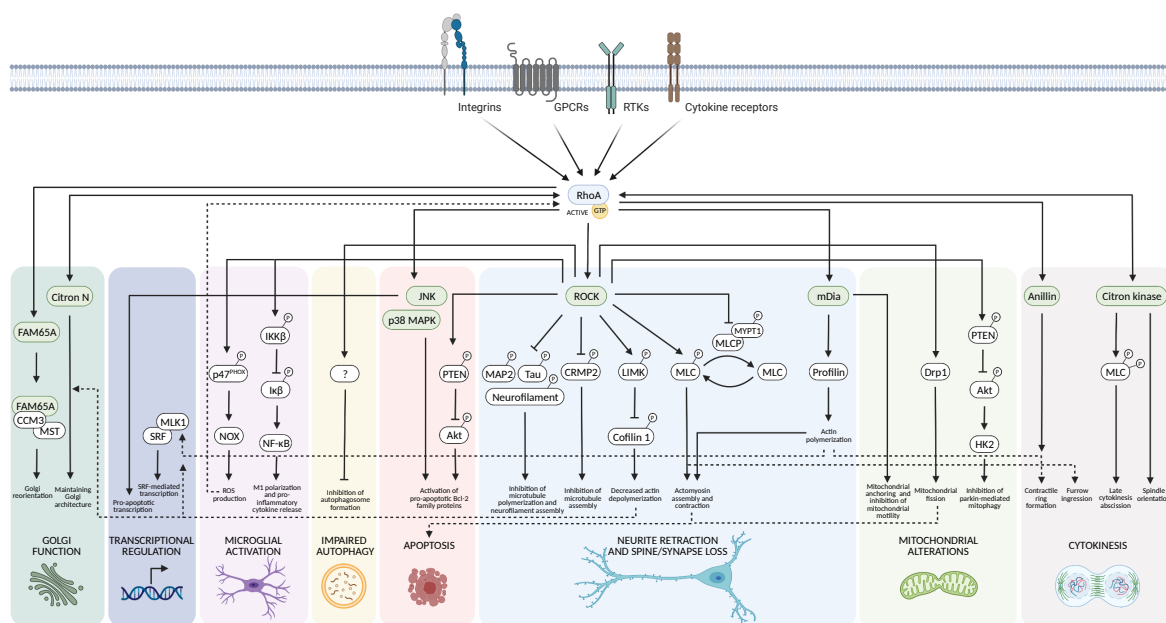 Integrins
GPCRs
RTKs
Cytokine receptors
RhoA
ACTIVE
GTP
Citron N
JNK
ROCK
mDia
Anillin
Citron kinase
FAM65A
p38 MAPK
P
IKKβ
P
PTEN
P
MYPT1
MLCP
P
p47PHOX
P
Iκβ
?
P
PTEN
P
MAP2
P
Tau
P
Neurofilament
P
CRMP2
P
LIMK
P
MLC
MLC
Profilin
P
Drp1
P
Akt
P
P
MLC
FAM65A
CCM3
MST
MLK1
SRF
NOX
NF-κB
P
Akt
P
Cofilin 1
Actin
polymerization
HK2
Golgi
reorientation
Maintaining
Golgi
architecture
SRF-mediated
transcription
Pro-apoptotic
transcription
ROS
production
M1 polarization
and pro-
inflammatory
cytokine release
Inhibition of
autophagosome
formation
Activation of
pro-apoptotic Bcl-2
family proteins
Inhibition of
microtubule
polymerization and
neurofilament assembly
Inhibition of
microtubule
assembly
Decreased actin
depolymerization
Actomyosin
assembly and
contraction
Mitochondrial
anchoring and
inhibition of
mitochondrial
motility
Mitochondrial
fission
Inhibition of
parkin-mediated
mitophagy
Contractile
ring
formation
Furrow
ingression
Late
cytokinesis
abscission
Spindle
orientatio
GOLGI
FUNCTION
TRANSCRIPTIONAL
REGULATION
MICROGLIAL
ACTIVATION
IMPAIRED
AUTOPHAGY
APOPTOSIS
NEURITE RETRACTION
AND SPINE/SYNAPSE LOSS
MITOCHONDRIAL
ALTERATIONS
CYTOKINESIS